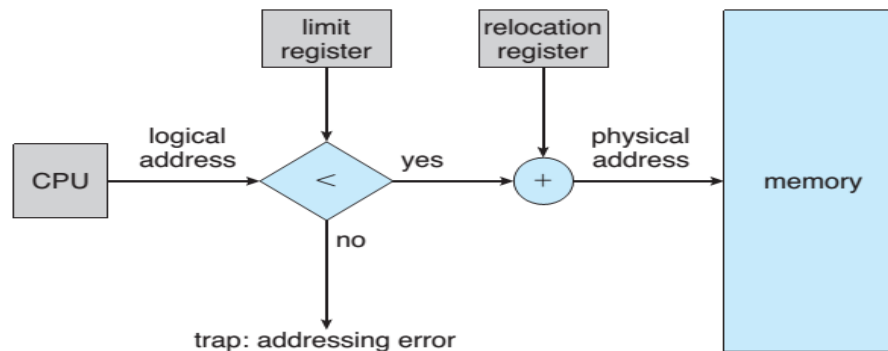 limit
register
relocation
register
logical
address
yes
physical
address
CPU
<
+
memory
no
trap: addressing error